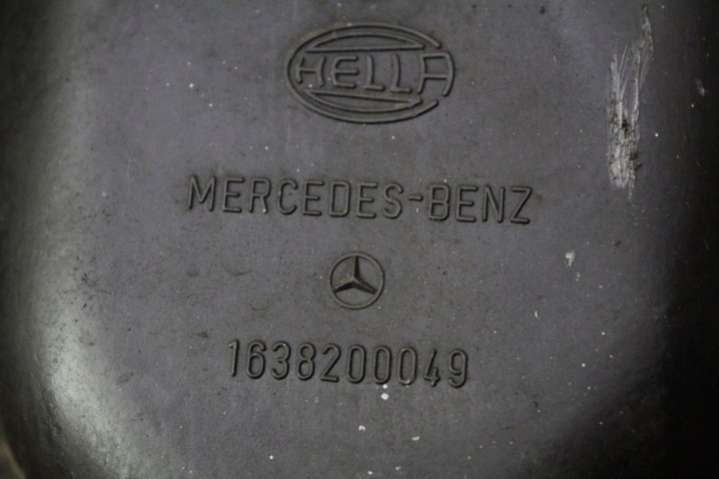 HELLA
MERCEDES-BENZ
1638200049